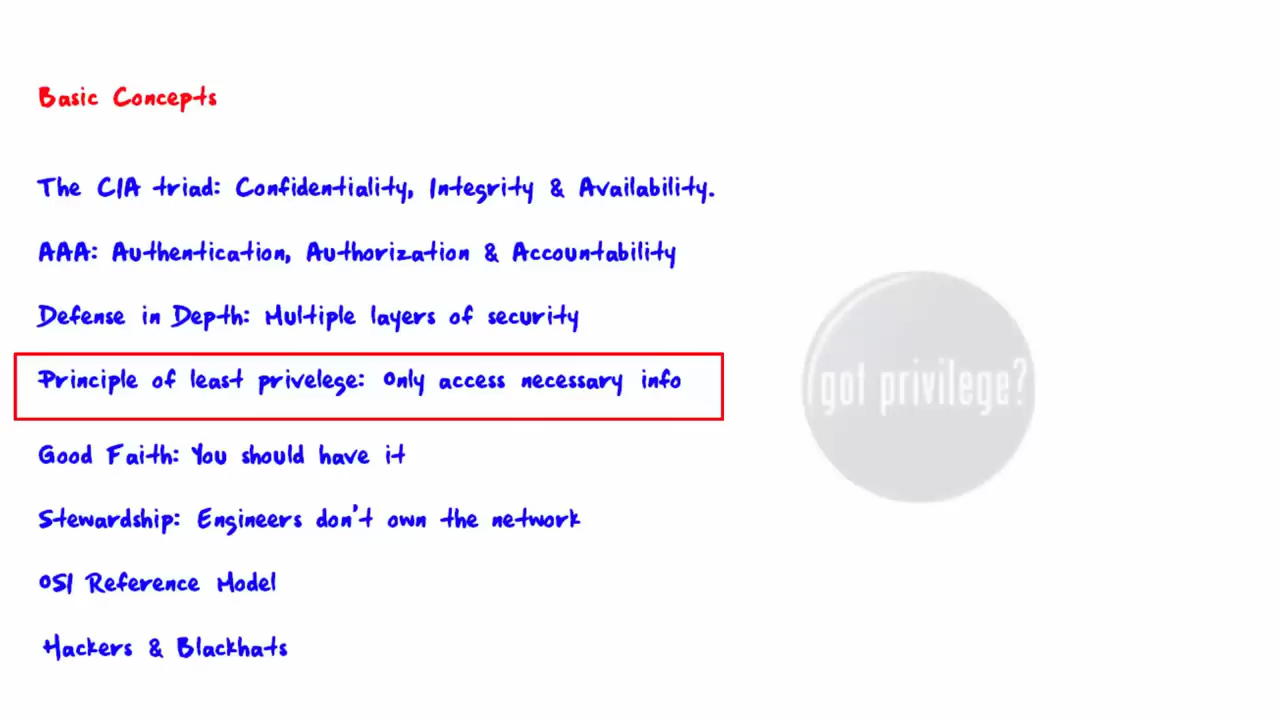 Basic Concepts
The CIA triad: Confidentiality, Integrity & Availability.
AAA: Authentication, Authorization & Accountability
Defense in Depth: Multiple layers of security
Principle of least privelege: Only access necessary info
got privilege?
Good Faith: You should have it
Stewardship: Engineers don't own the network
OSI Reference Model
Hackers & Blackhats